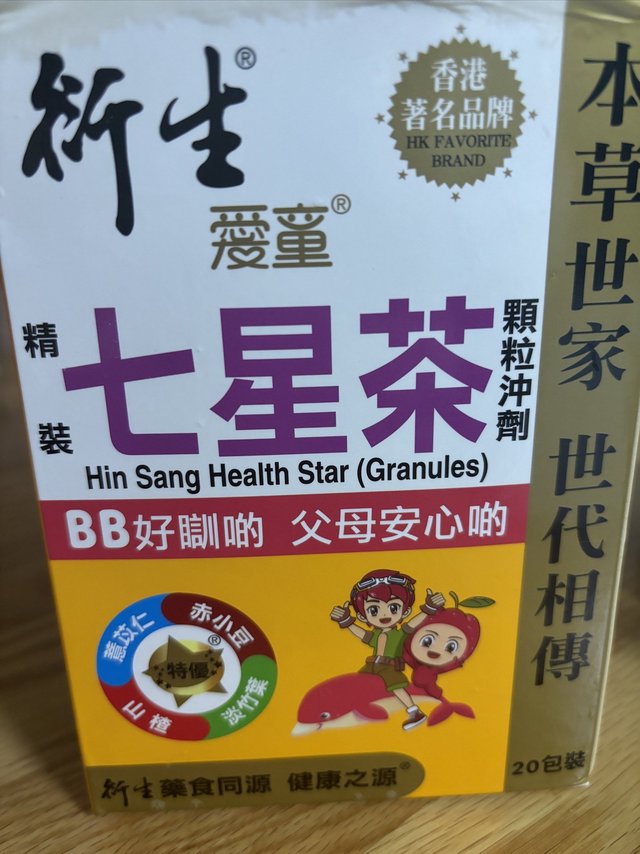 衍生®
香港
著名品牌
HK FAVORITE
BRAND
愛童®
精裝
七星茶
顆粒沖劑
Hin Sang Health Star (Granules)
BB好瞓啲 父母安心啲
薏苡仁
赤小豆
山楂
淡竹葉
特優®
衍生藥食同源 健康之源®
本草世家 世代相傳
20包裝